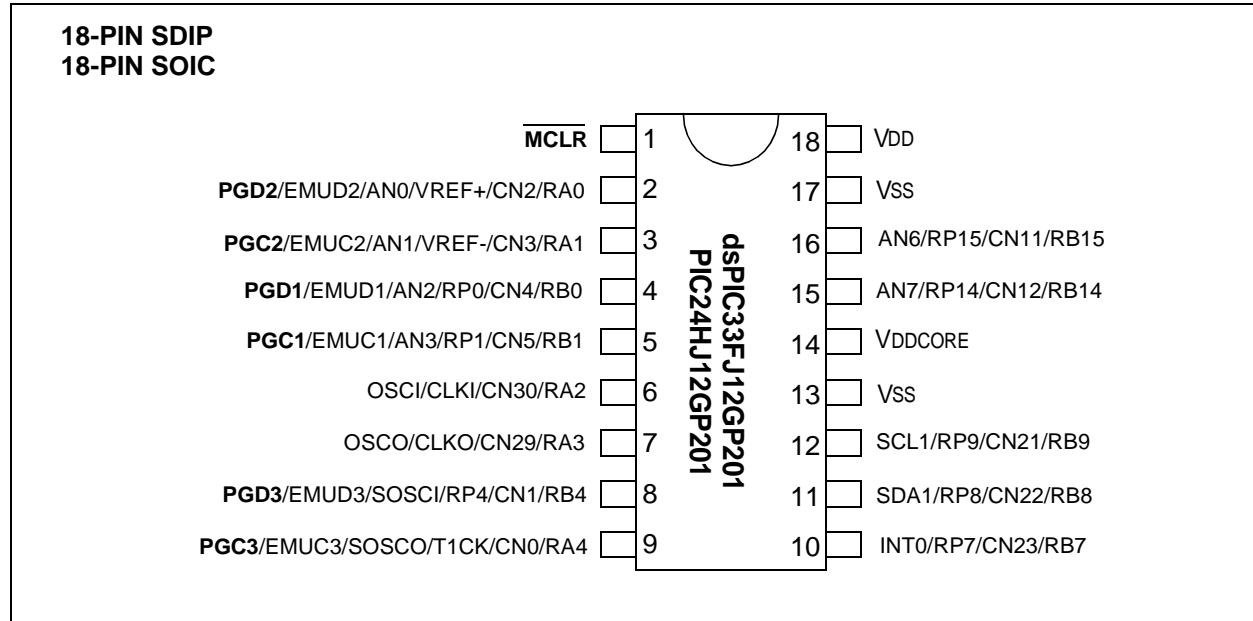 18-PIN SDIP
18-PIN SOIC
MCLR 1 18 VDD
PGD2/EMUD2/AN0/VREF+/CN2/RA0 2 17 VSS
PGC2/EMUC2/AN1/VREF-/CN3/RA1 3 16 AN6/RP15/CN11/RB15
PGD1/EMUD1/AN2/RP0/CN4/RB0 4 15 AN7/RP14/CN12/RB14
PGC1/EMUC1/AN3/RP1/CN5/RB1 5 14 VDDCORE
OSCI/CLKI/CN30/RA2 6 13 VSS
OSCO/CLKO/CN29/RA3 7 12 SCL1/RP9/CN21/RB9
PGD3/EMUD3/SOSCI/RP4/CN1/RB4 8 11 SDA1/RP8/CN22/RB8
PGC3/EMUC3/SOSCO/T1CK/CN0/RA4 9 10 INT0/RP7/CN23/RB7
dsPIC33FJ12GP201
PIC24HJ12GP201